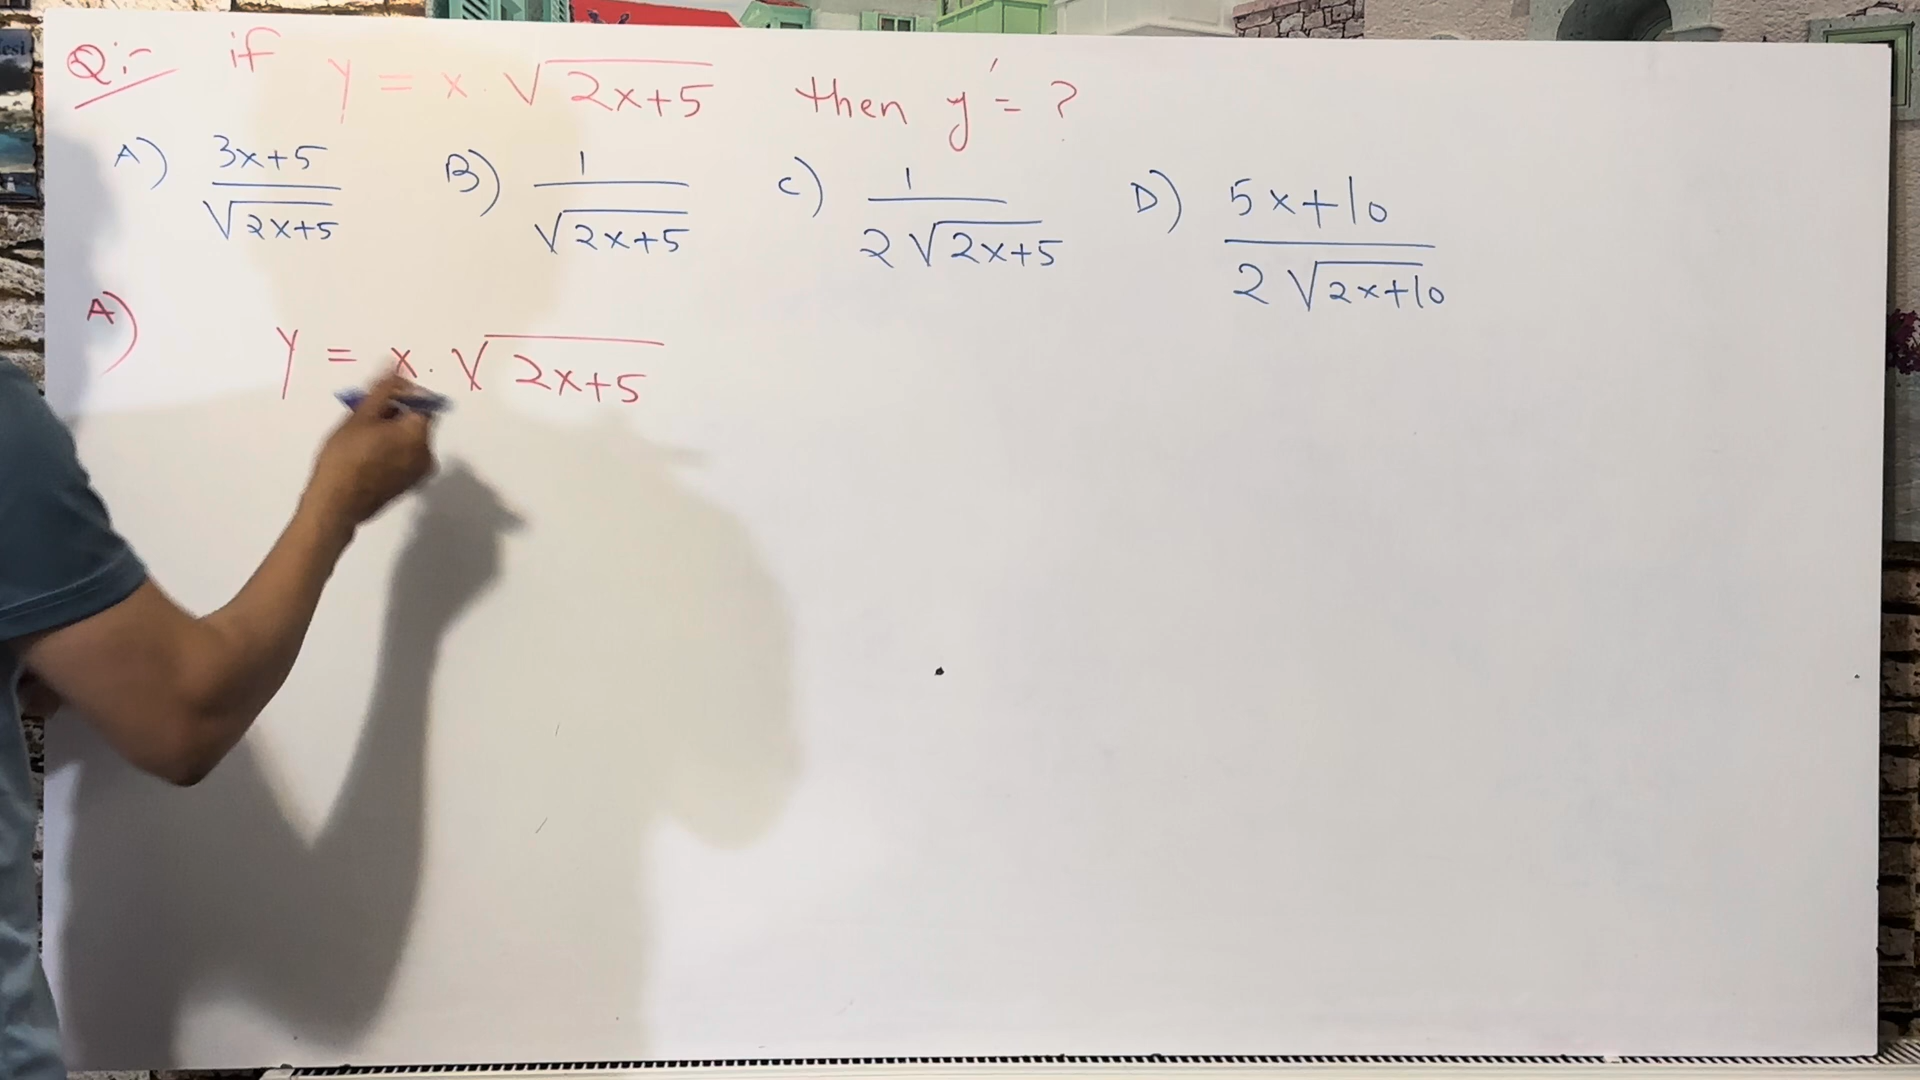 Q:- if y = x · √(2x+5) then y' = ?
A) (3x+5)/√(2x+5) B) 1/√(2x+5) C) 1/(2√(2x+5)) D) (5x+10)/(2√(2x+10))
A) y = x · √(2x+5)